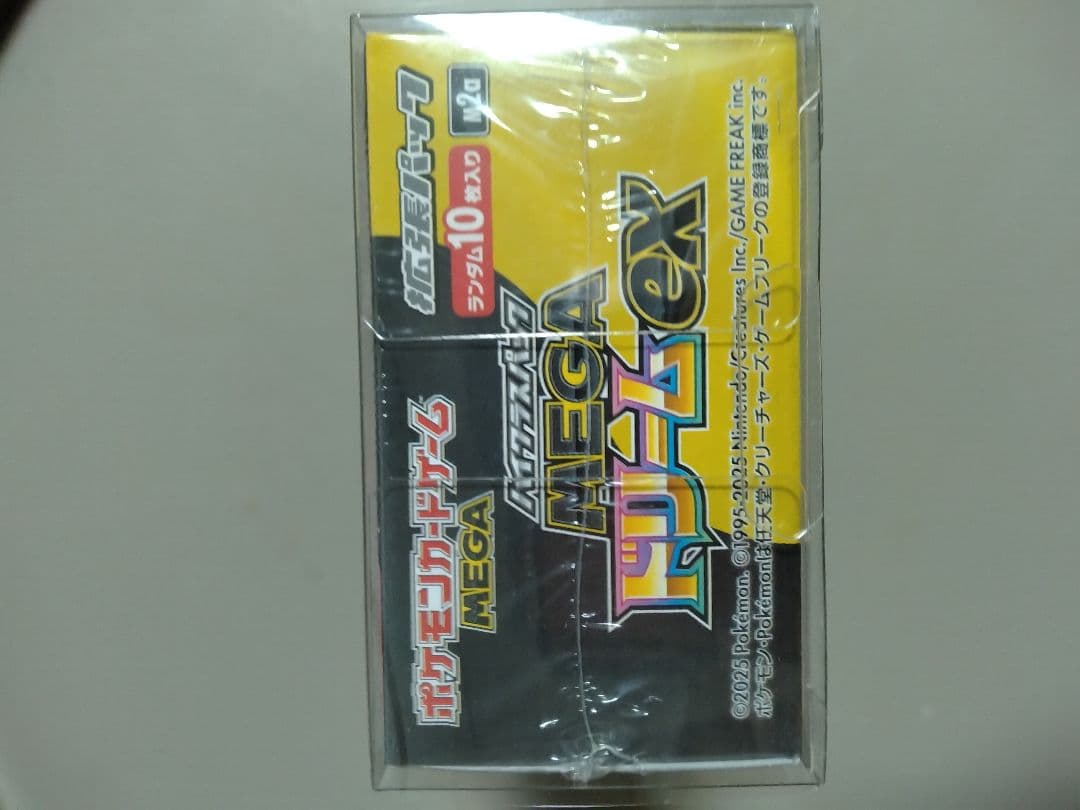 ポケモンカードゲーム
MEGA
拡張パック
ランダム10枚入り
M2a
ハイクラスパック
MEGA
ドリームex
©2025 Pokémon. ©1995-2025 Nintendo/Creatures Inc./GAME FREAK inc.
ポケモン・Pokémonは任天堂・クリーチャーズ・ゲームフリークの登録商標です。